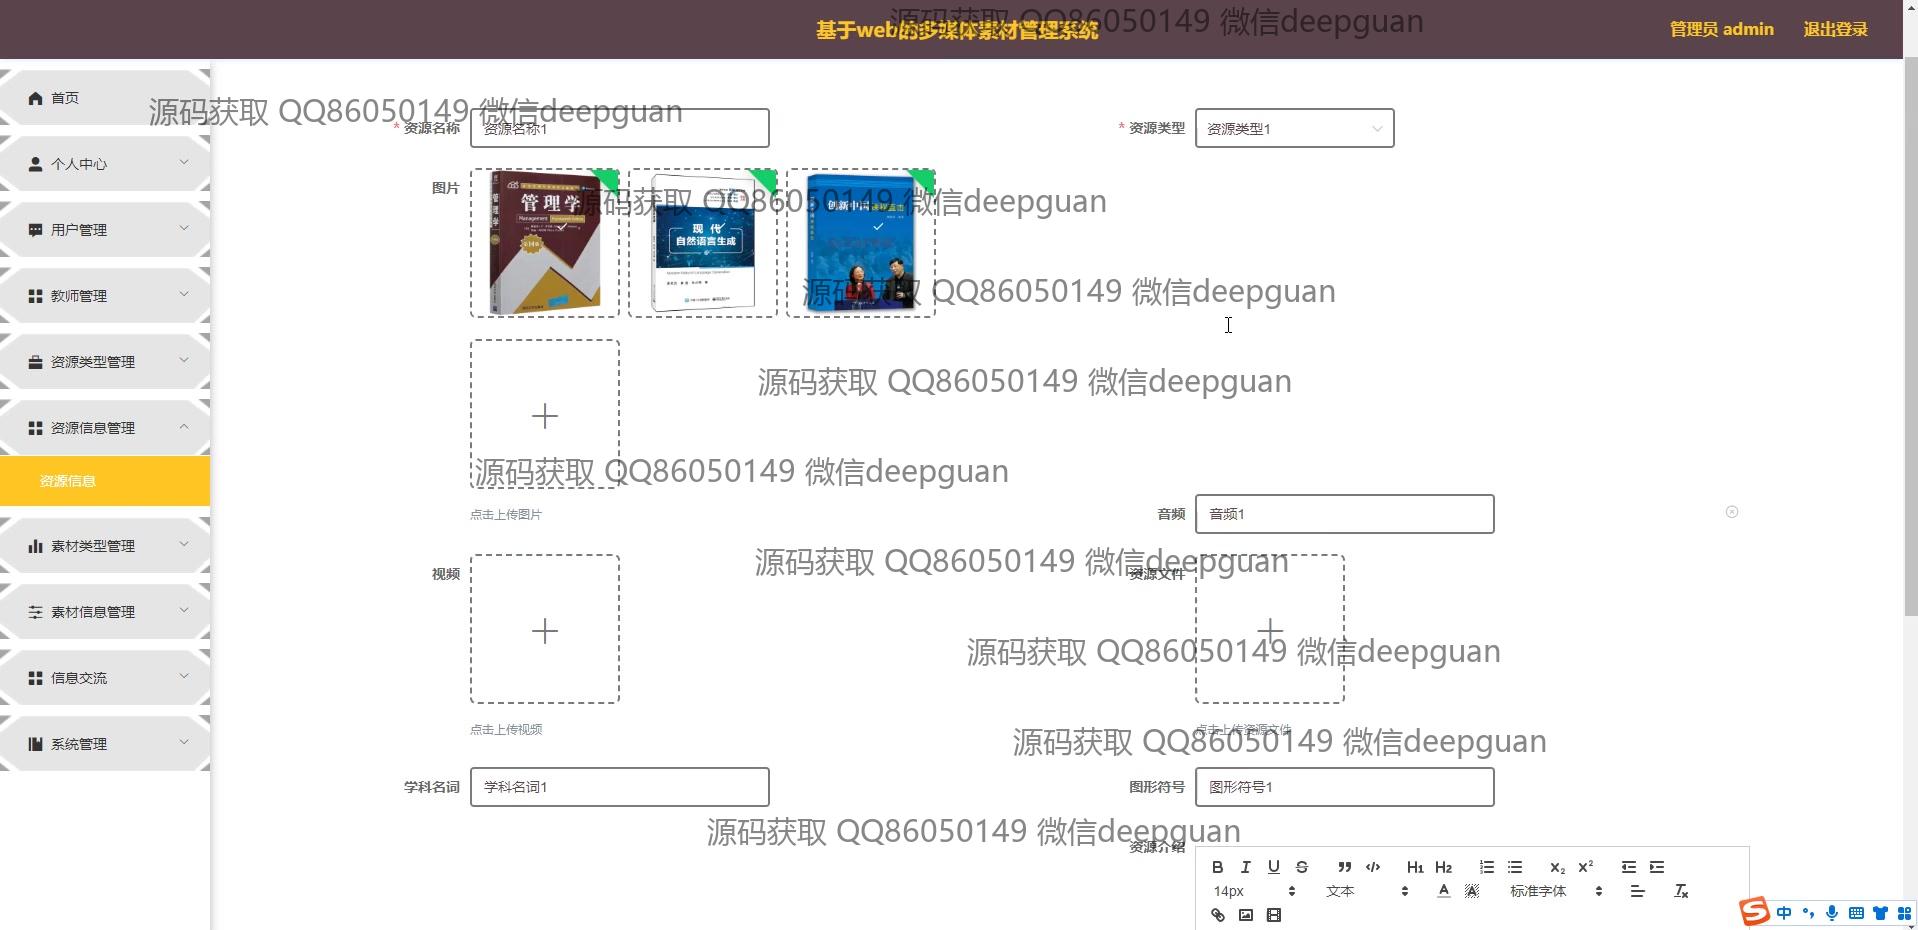 基于web的多媒体素材管理系统
源码获取 QQ86050149 微信deepguan
管理员 admin
退出登录
首页
源码获取 QQ86050149 微信deepguan
* 资源名称
资源名称1
* 资源类型
资源类型1
个人中心
图片
管理学
Management
现代
自然语言生成
创新中国
源码获取 QQ86050149 微信deepguan
用户管理
教师管理
源码获取 QQ86050149 微信deepguan
资源类型管理
源码获取 QQ86050149 微信deepguan
资源信息管理
资源信息
源码获取 QQ86050149 微信deepguan
点击上传图片
音频
音频1
素材类型管理
源码获取 QQ86050149 微信deepguan
视频
资源文件
素材信息管理
源码获取 QQ86050149 微信deepguan
信息交流
点击上传视频
点击上传资源文件
源码获取 QQ86050149 微信deepguan
系统管理
学科名词
学科名词1
图形符号
图形符号1
源码获取 QQ86050149 微信deepguan
资源介绍
B I U S H1 H2 X2 X2
14px 文本 A A 标准字体
中